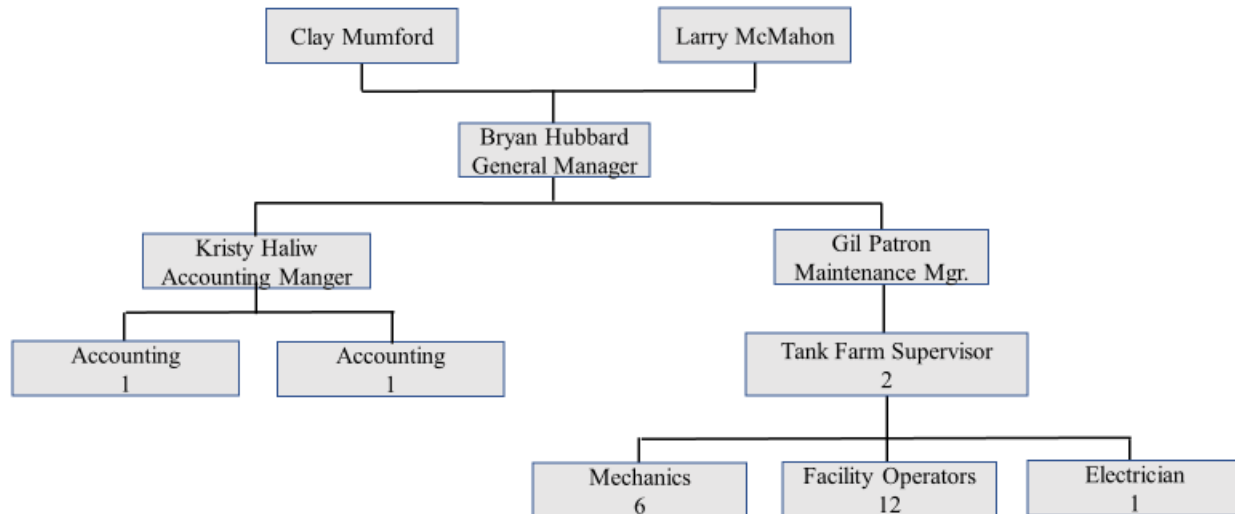 Clay Mumford
Larry McMahon
Bryan Hubbard
General Manager
Kristy Haliw
Accounting Manger
Gil Patron
Maintenance Mgr.
Accounting
1
Accounting
1
Tank Farm Supervisor
2
Mechanics
6
Facility Operators
12
Electrician
1